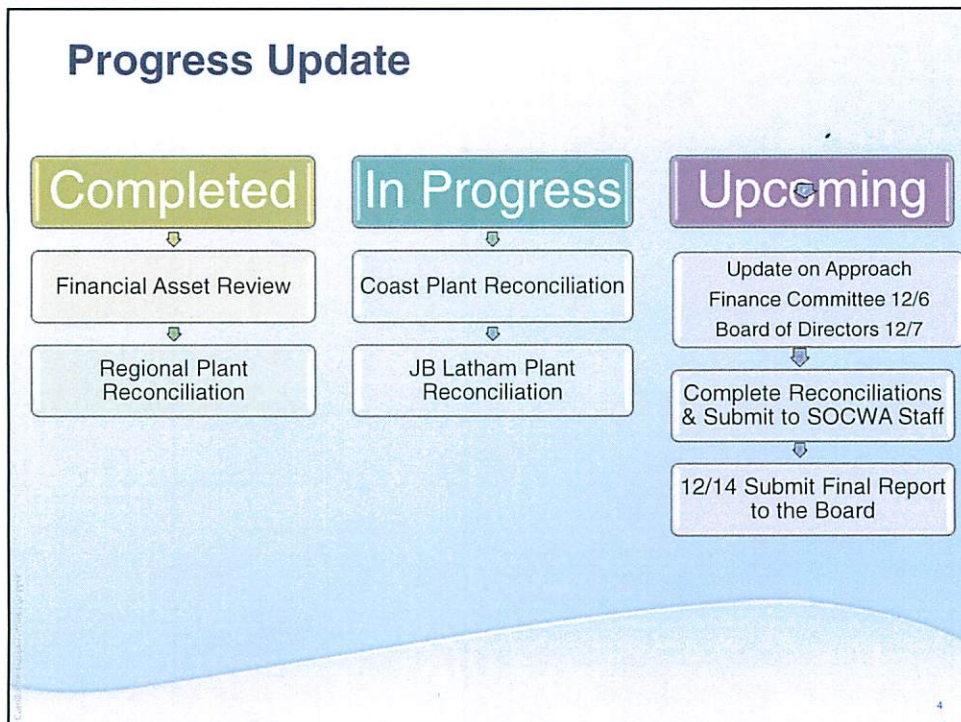 Progress Update
Completed
Financial Asset Review
Regional Plant
Reconciliation
In Progress
Coast Plant Reconciliation
JB Latham Plant
Reconciliation
Upcoming
Update on Approach
Finance Committee 12/6
Board of Directors 12/7
Complete Reconciliations
& Submit to SOCWA Staff
12/14 Submit Final Report
to the Board
4